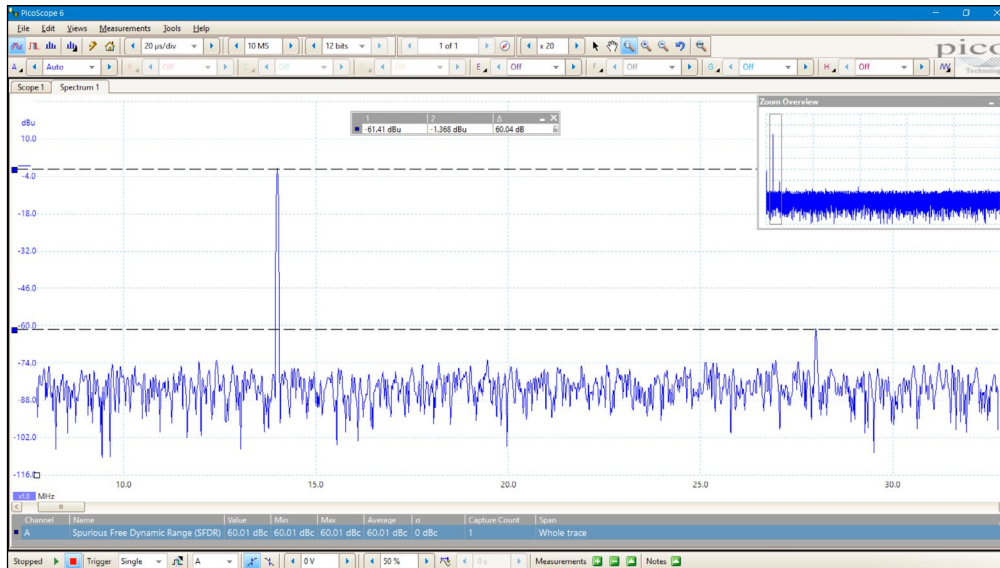 PicoScope 6
File Edit Views Measurements Tools Help
20 µs/div 10 MS 12 bits 1 of 1 x 20
pico
Technology
A Auto B Off C Off D Off E Off F Off G Off H Off
Scope 1 Spectrum 1
1 2 Δ
-61.41 dBu -1.368 dBu 60.04 dB
Zoom Overview
dBu
10.0
-4.0
-18.0
-32.0
-46.0
-60.0
-74.0
-88.0
-102.0
-116.0
10.0 15.0 20.0 25.0 30.0
x1.0 MHz
Channel Name Value Min Max Average σ Capture Count Span
A Spurious Free Dynamic Range (SFDR) 60.01 dBc 60.01 dBc 60.01 dBc 60.01 dBc 0 dBc 1 Whole trace
Stopped Trigger Single A 0 V 50 % 0 s Measurements Notes